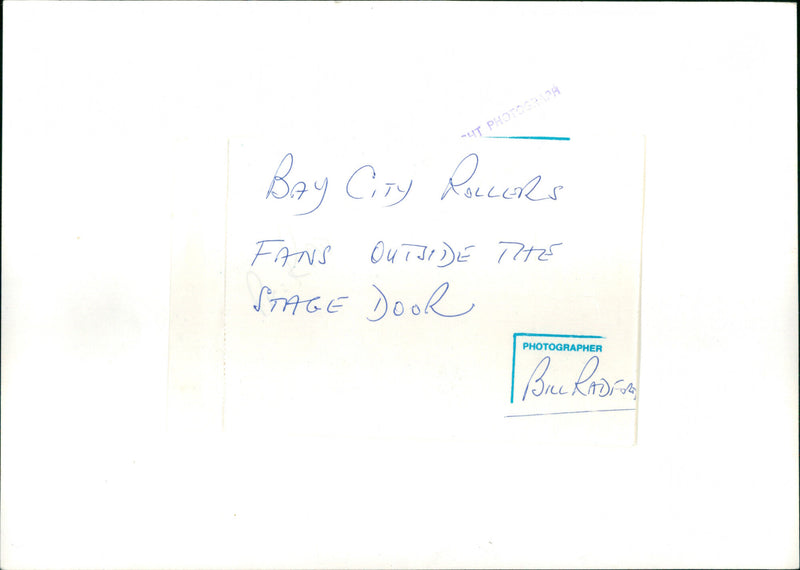 HT PHOTOGRAPH
BAY CITY ROLLERS
FANS OUTSIDE THE
STAGE DOOR
PHOTOGRAPHER
BILL RADFORD